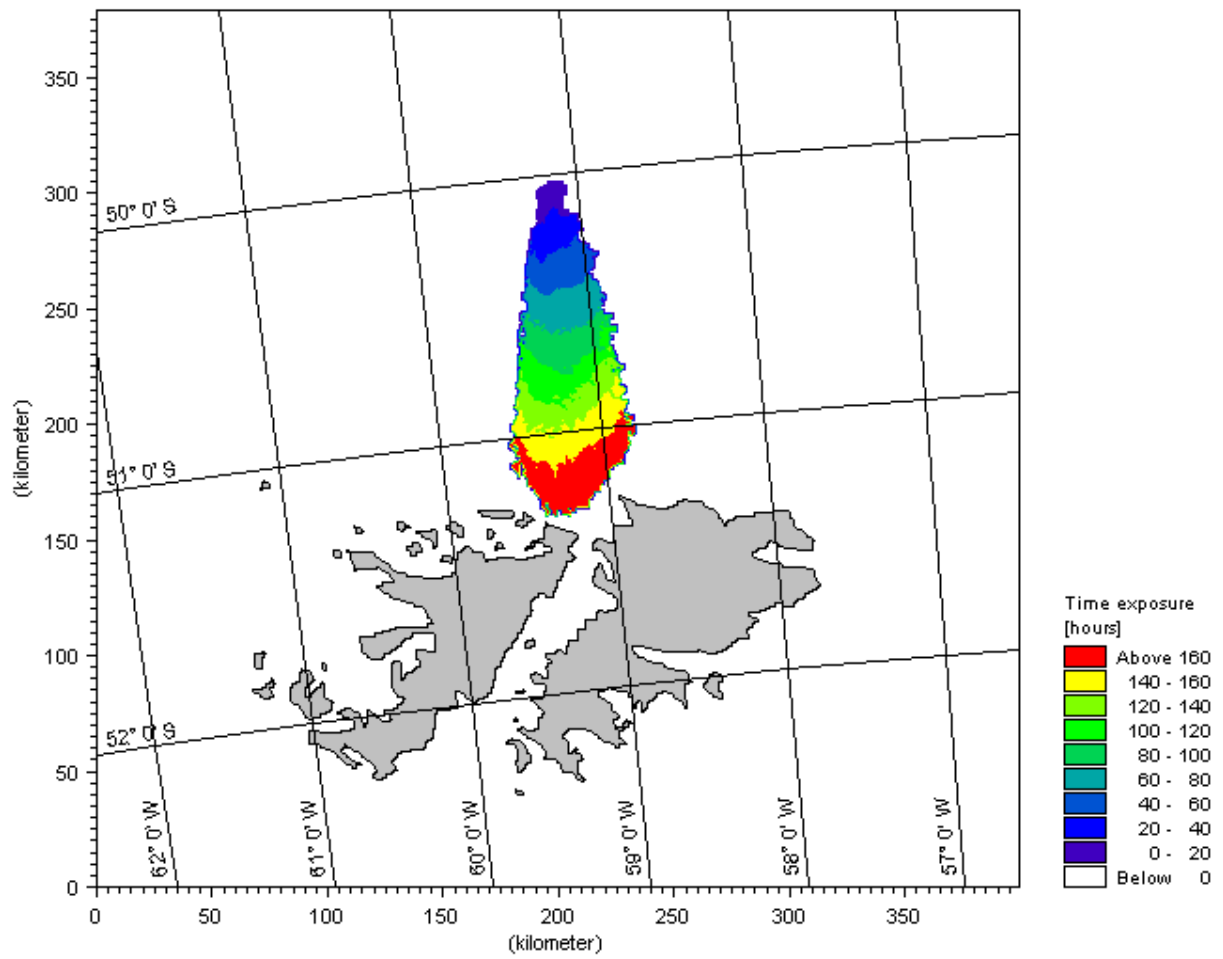 350
300
250
200
150
100
50
0
(kilometer)
50° 0' S
51° 0' S
52° 0' S
62° 0' W
61° 0' W
60° 0' W
59° 0' W
58° 0' W
57° 0' W
0 50 100 150 200 250 300 350
(kilometer)
Time exposure
[hours]
Above 160
140 - 160
120 - 140
100 - 120
80 - 100
60 - 80
40 - 60
20 - 40
0 - 20
Below 0